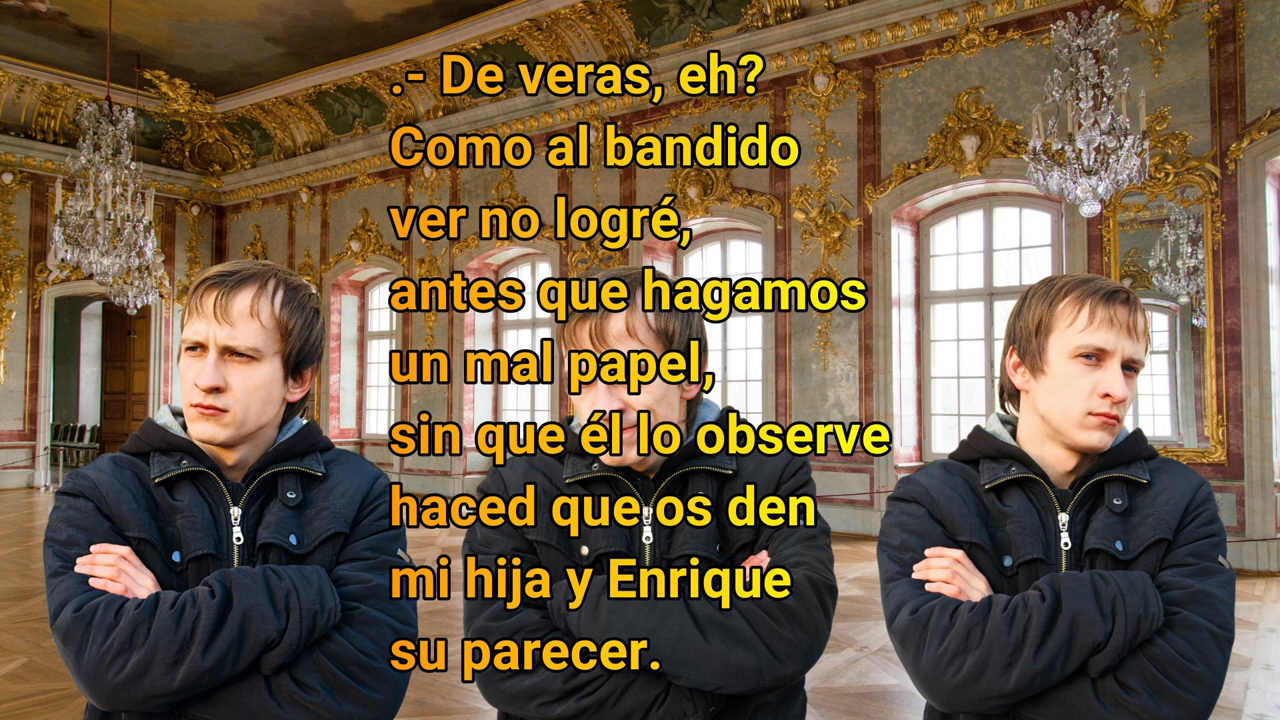 .- De veras, eh?
Como al bandido
ver no logré,
antes que hagamos
un mal papel,
sin que él lo observe
haced que os den
mi hija y Enrique
su parecer.